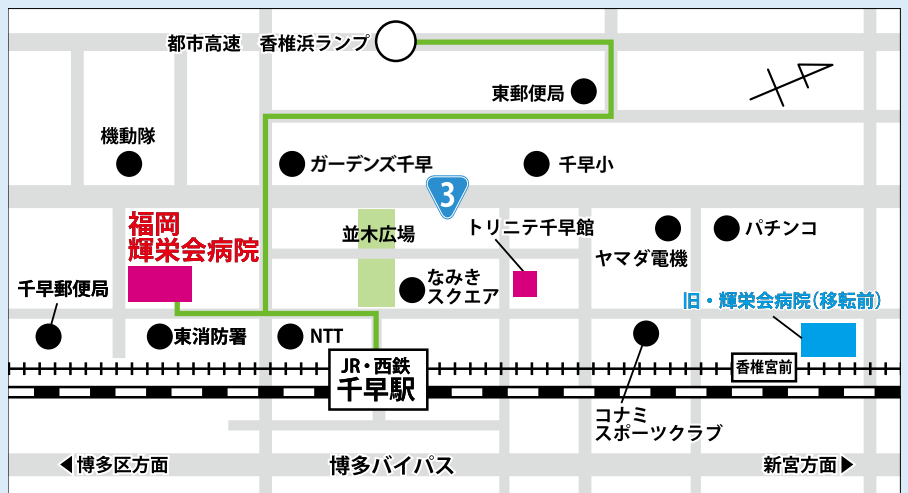 都市高速　香椎浜ランプ
東郵便局
機動隊
ガーデンズ千早
千早小
3
福岡
輝栄会病院
並木広場
トリニテ千早館
パチンコ
ヤマダ電機
千早郵便局
なみき
スクエア
旧・輝栄会病院(移転前)
東消防署
NTT
JR・西鉄
千早駅
香椎宮前
コナミ
スポーツクラブ
博多区方面
博多バイパス
新宮方面